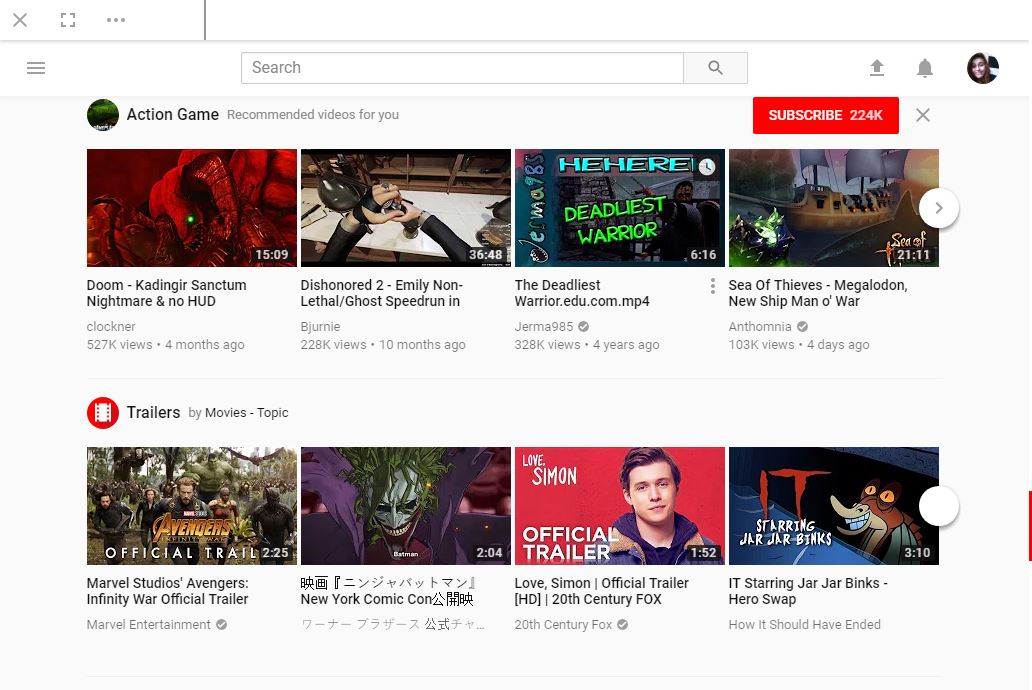 Search
Action Game Recommended videos for you SUBSCRIBE 224K
HEHEREI
Jerma985
DEADLIEST
WARRIOR
Sea of
15:09
36:48
6:16
21:11
Doom - Kadingir Sanctum
Nightmare & no HUD
clockner
527K views • 4 months ago
Dishonored 2 - Emily Non-
Lethal/Ghost Speedrun in
Bjurnie
228K views • 10 months ago
The Deadliest
Warrior.edu.com.mp4
Jerma985
328K views • 4 years ago
Sea Of Thieves - Megalodon,
New Ship Man o' War
Anthomnia
103K views • 4 days ago
Trailers by Movies - Topic
MARVEL STUDIOS
AVENGERS
INFINITY WAR
OFFICIAL TRAIL
2:25
Batman
2:04
LOVE,
SIMON
OFFICIAL
TRAILER
1:52
IT
STARRING
JAR JAR BINKS
3:10
Marvel Studios' Avengers:
Infinity War Official Trailer
Marvel Entertainment
映画『ニンジャバットマン』
New York Comic Con公開映
ワーナー ブラザース 公式チャ...
Love, Simon | Official Trailer
[HD] | 20th Century FOX
20th Century Fox
IT Starring Jar Jar Binks -
Hero Swap
How It Should Have Ended